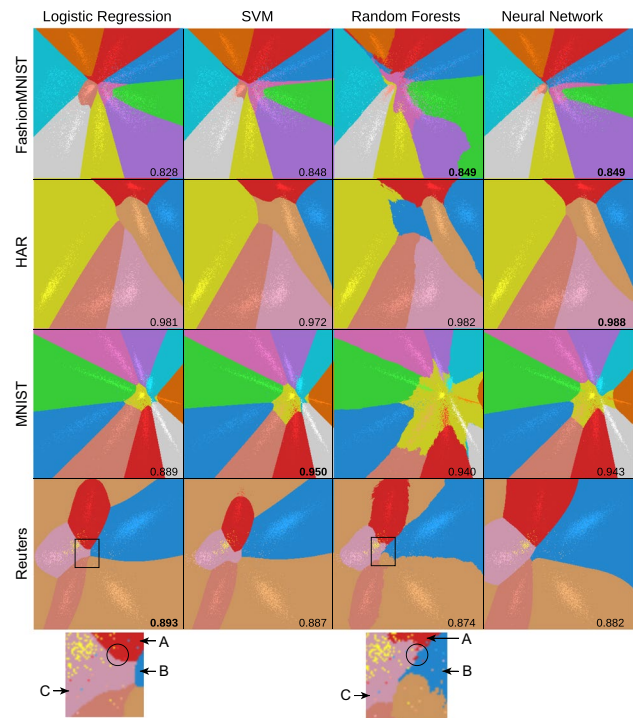 Logistic Regression SVM Random Forests Neural Network
FashionMNIST
0.828 0.848 0.849 0.849
HAR
0.981 0.972 0.982 0.988
MNIST
0.889 0.950 0.940 0.943
Reuters
0.893 0.887 0.874 0.882
A A
B B
C C